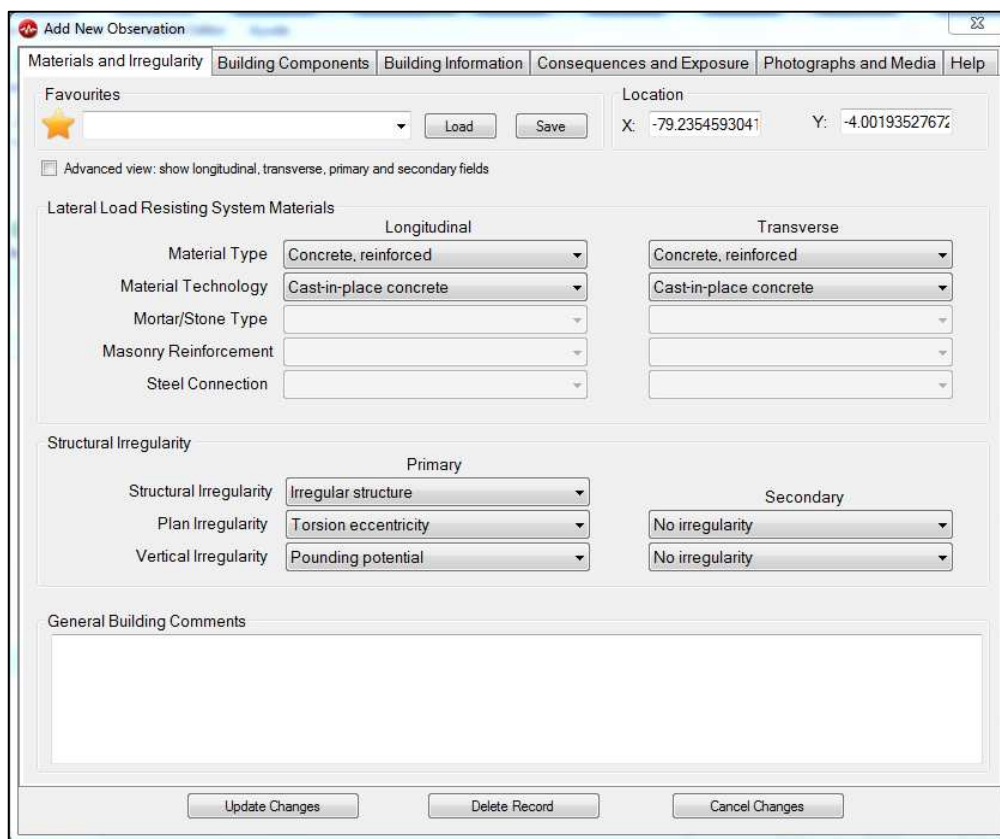 Add New Observation
Materials and Irregularity Building Components Building Information Consequences and Exposure Photographs and Media Help
Favourites Location
Load Save X: -79.2354593041 Y: -4.00193527672
Advanced view: show longitudinal, transverse, primary and secondary fields
Lateral Load Resisting System Materials
Longitudinal Transverse
Material Type Concrete, reinforced Concrete, reinforced
Material Technology Cast-in-place concrete Cast-in-place concrete
Mortar/Stone Type
Masonry Reinforcement
Steel Connection
Structural Irregularity
Primary
Structural Irregularity Irregular structure Secondary
Plan Irregularity Torsion eccentricity No irregularity
Vertical Irregularity Pounding potential No irregularity
General Building Comments
Update Changes Delete Record Cancel Changes